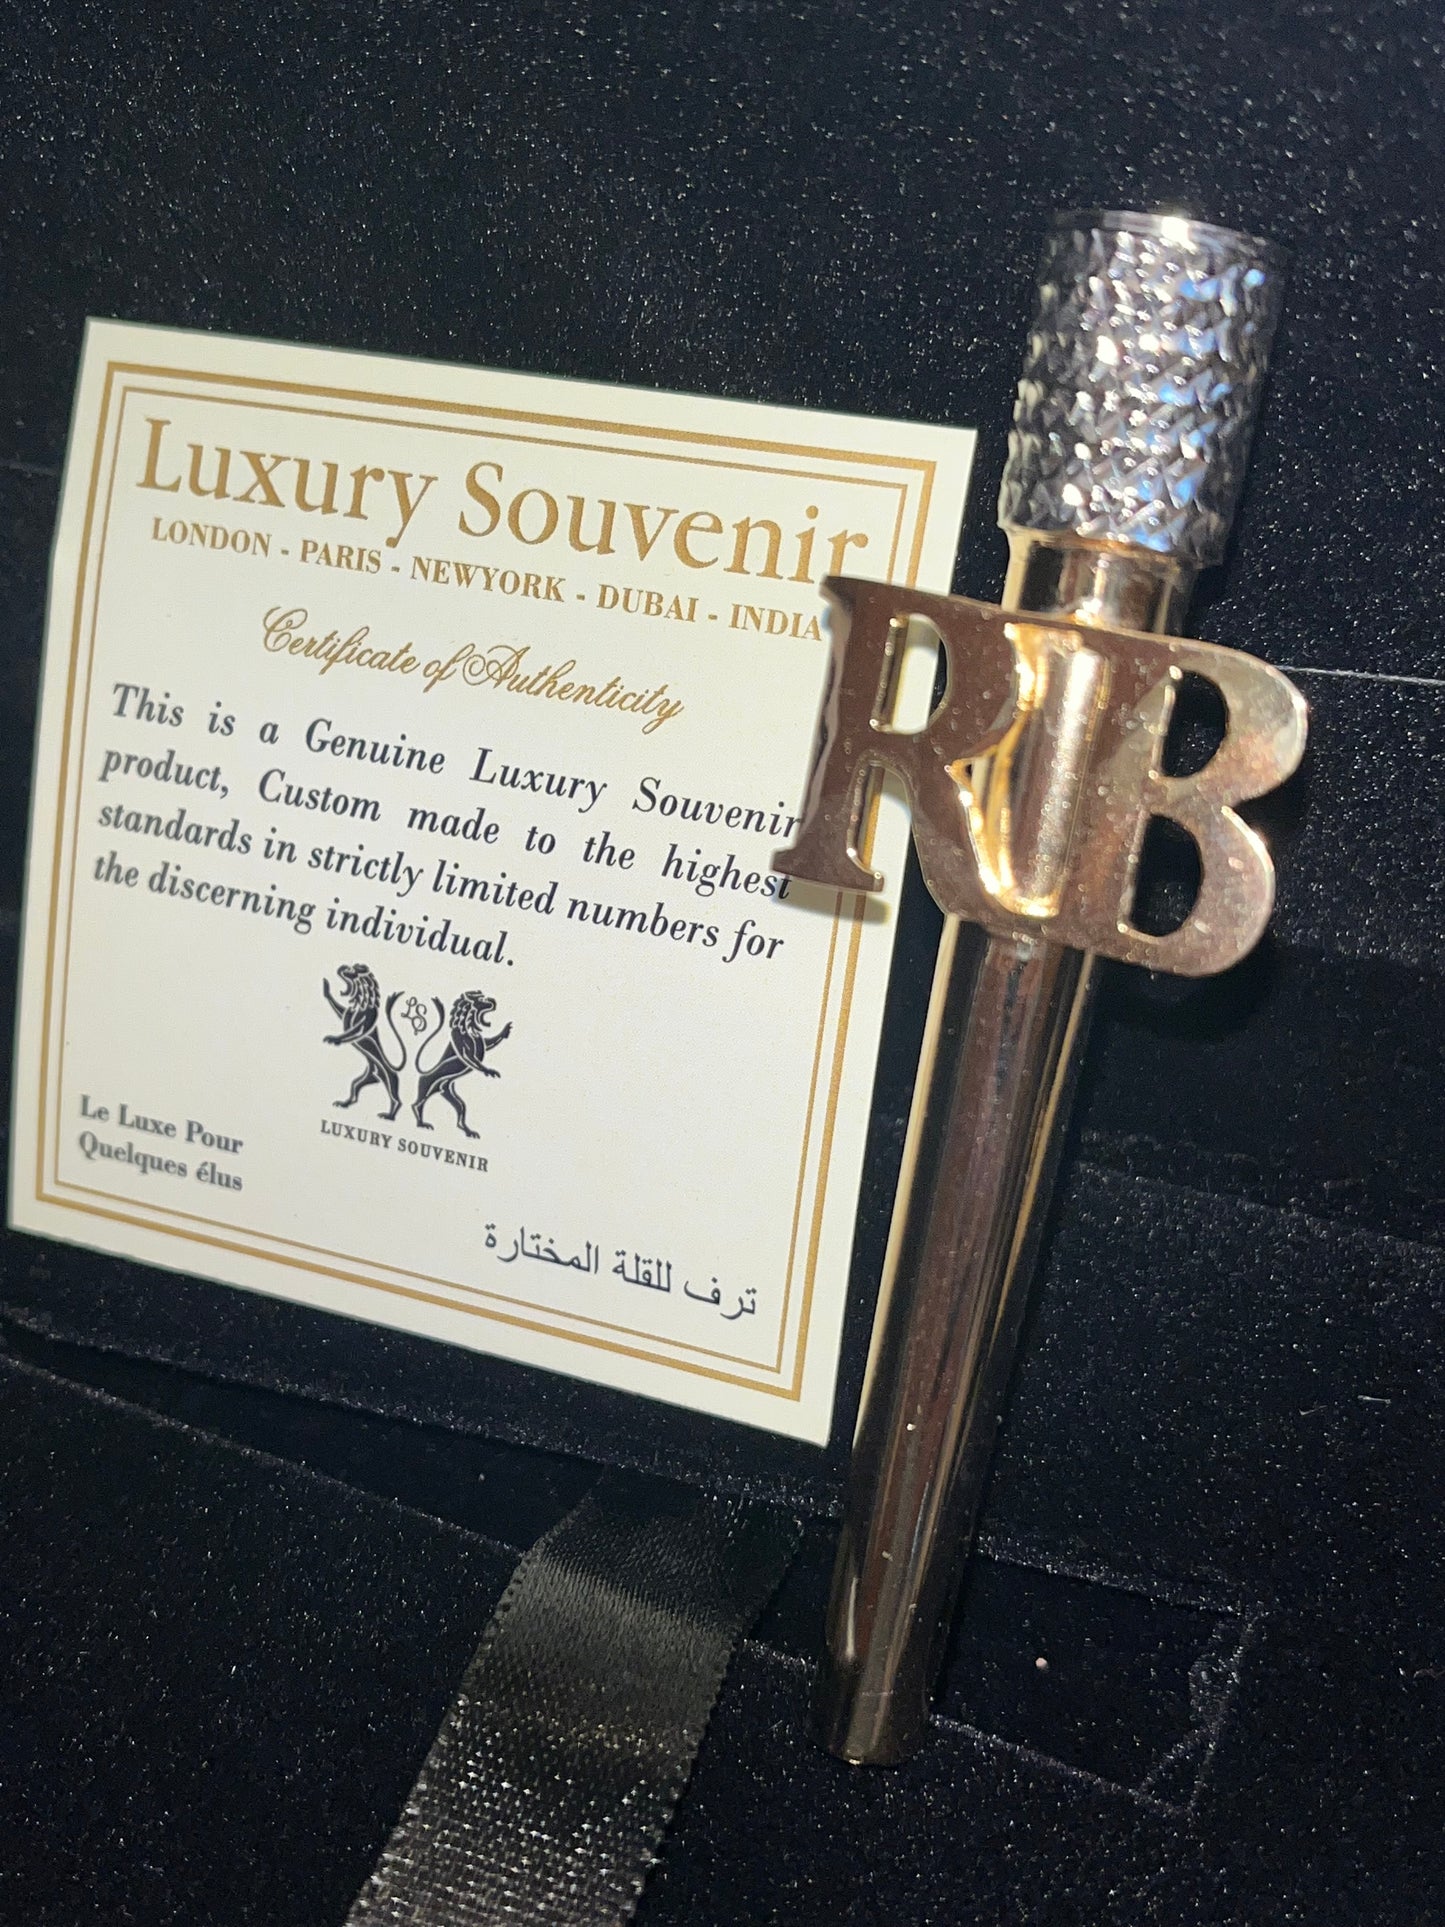 Luxury Souvenir
LONDON - PARIS - NEWYORK - DUBAI - INDIA
Certificate of Authenticity
This is a Genuine Luxury Souvenir
product, Custom made to the highest
standards in strictly limited numbers for
the discerning individual.
LS
LUXURY SOUVENIR
Le Luxe Pour
Quelques élus
ترف للقلة المختارة
RB